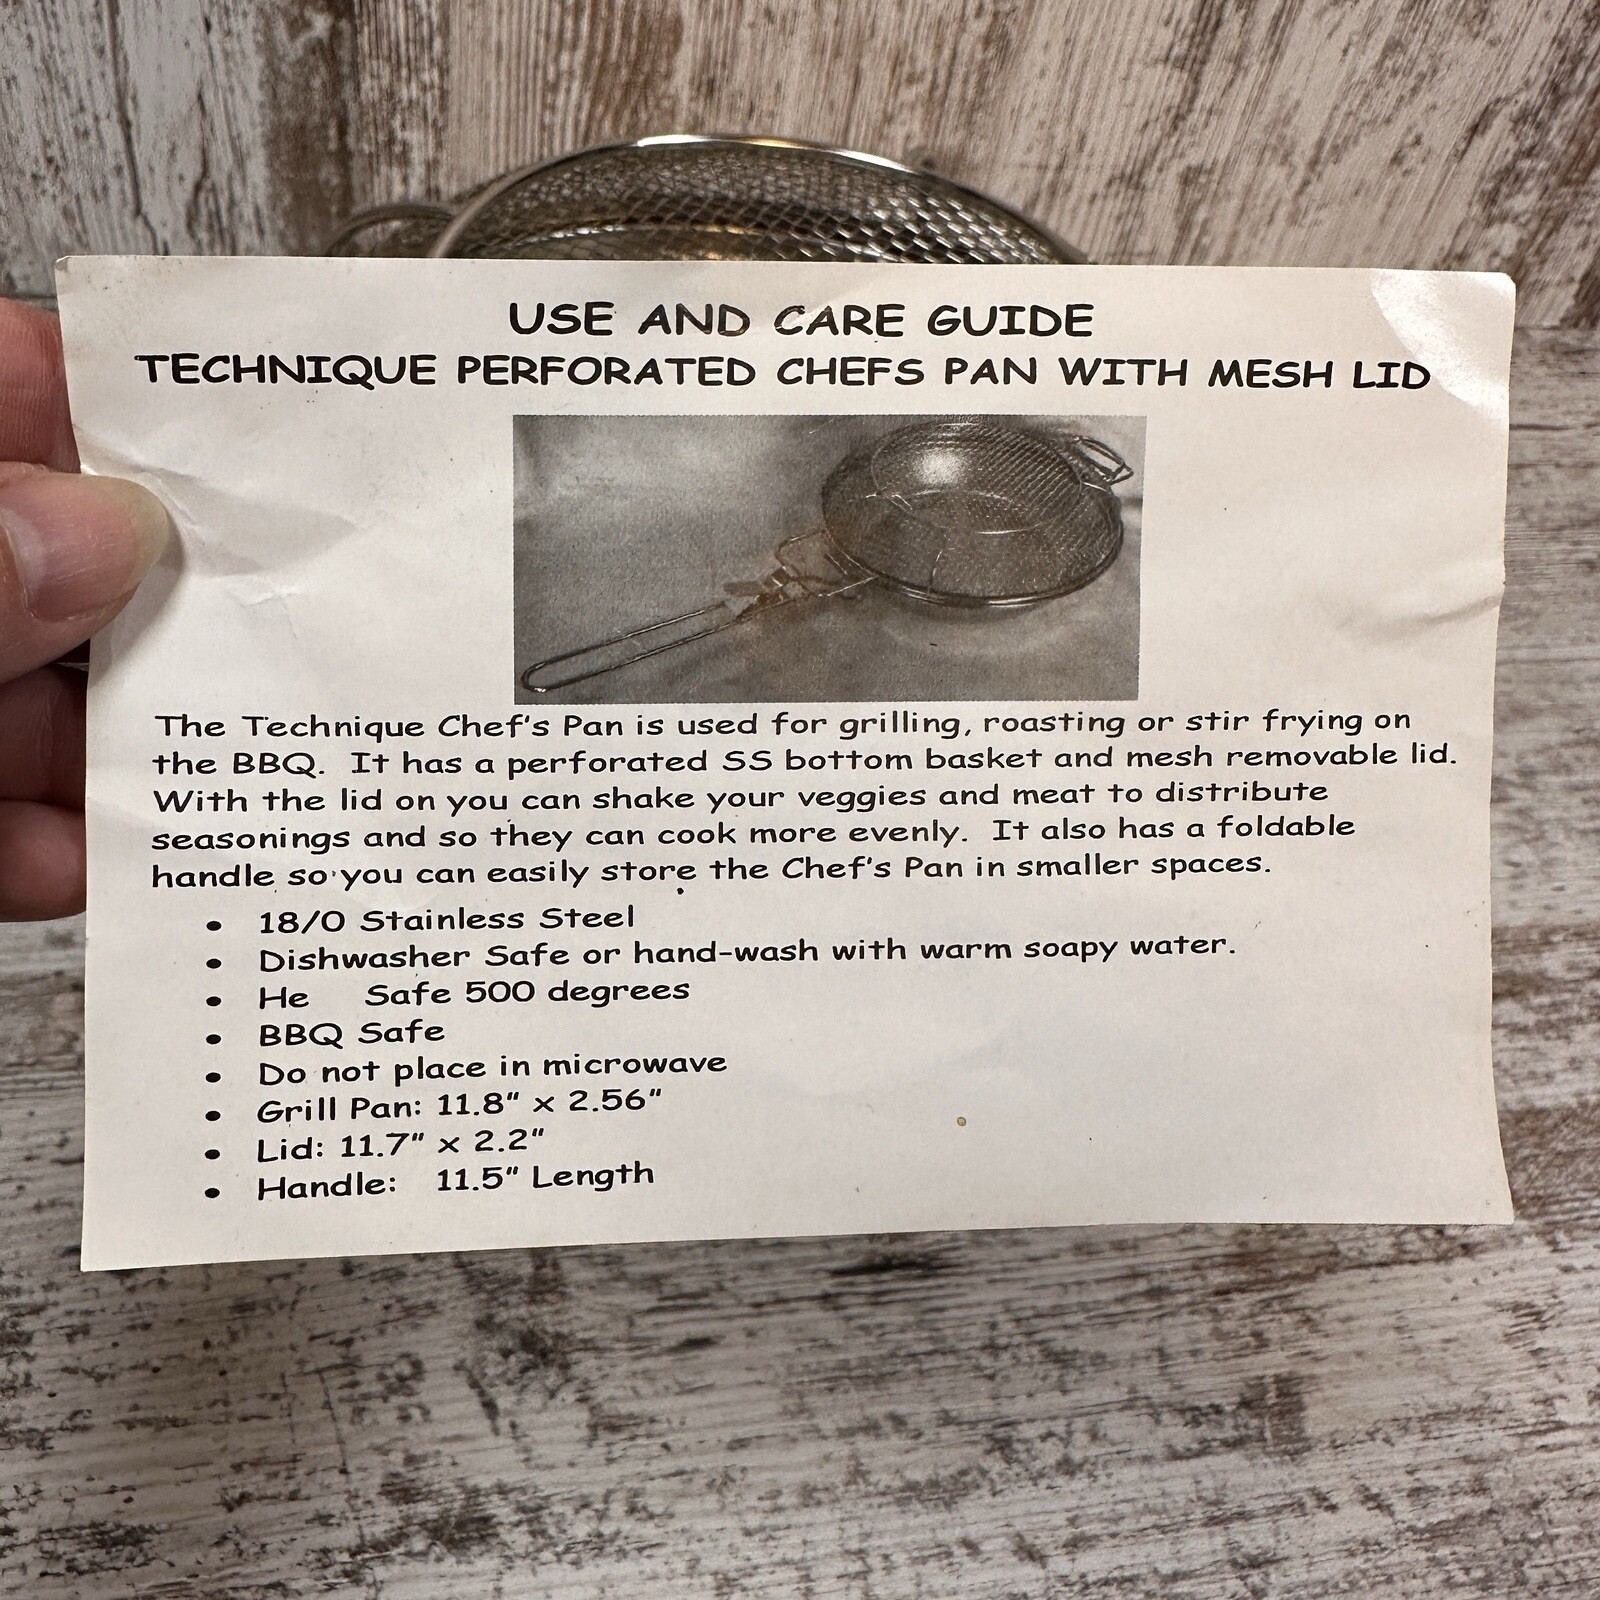 USE AND CARE GUIDE
TECHNIQUE PERFORATED CHEFS PAN WITH MESH LID
The Technique Chef's Pan is used for grilling, roasting or stir frying on
the BBQ. It has a perforated SS bottom basket and mesh removable lid.
With the lid on you can shake your veggies and meat to distribute
seasonings and so they can cook more evenly. It also has a foldable
handle so you can easily store the Chef's Pan in smaller spaces.
• 18/0 Stainless Steel
• Dishwasher Safe or hand-wash with warm soapy water.
• He Safe 500 degrees
• BBQ Safe
• Do not place in microwave
• Grill Pan: 11.8" x 2.56"
• Lid: 11.7" x 2.2"
• Handle: 11.5" Length